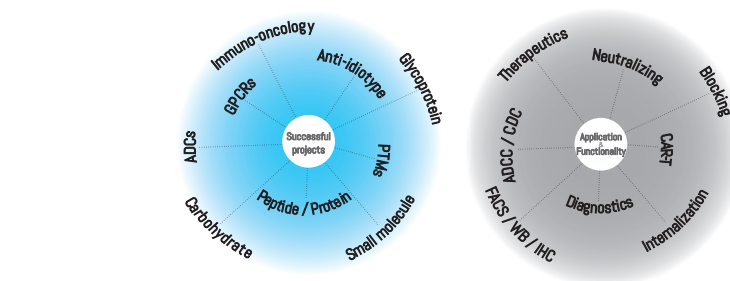 Immuno-oncology
Anti-idiotype
Glycoprotein
GPCRs
Successful
projects
ADCs
PTMs
Peptide / Protein
Carbohydrate
Small molecule
Therapeutics
Neutralizing
Blocking
ADCC / CDC
Application
&
Functionality
CAR-T
Diagnostics
FACS / WB / IHC
Internalization